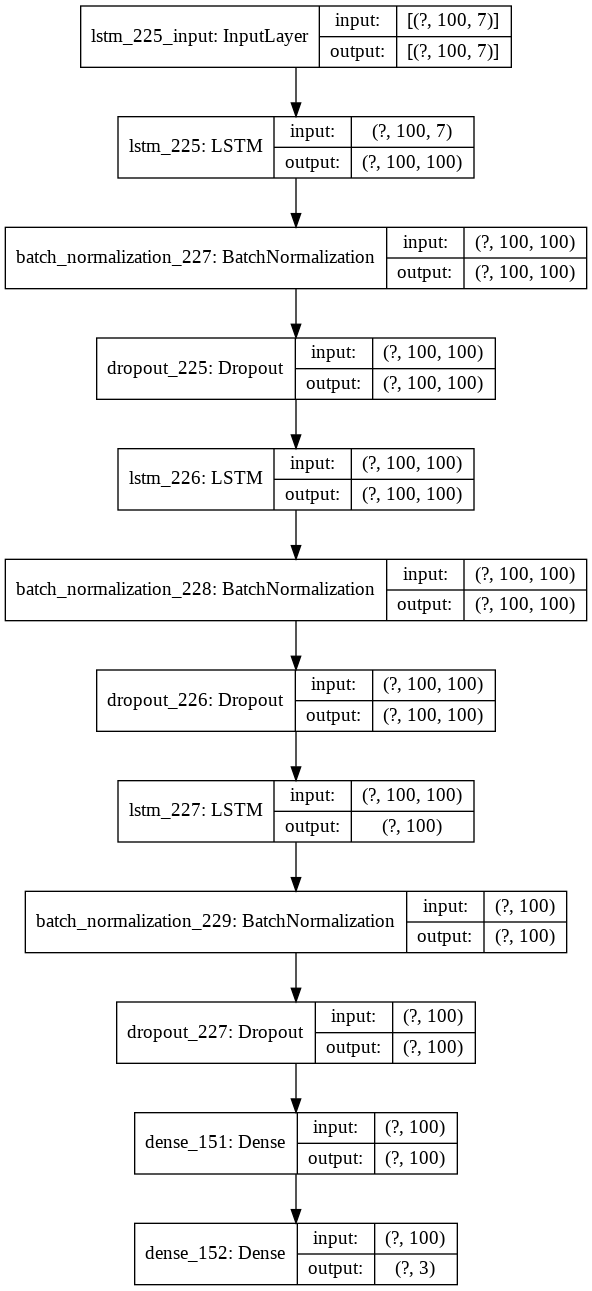 lstm_225_input: InputLayer
input:
[(?, 100, 7)]
output:
[(?, 100, 7)]
lstm_225: LSTM
input:
(?, 100, 7)
output:
(?, 100, 100)
batch_normalization_227: BatchNormalization
input:
(?, 100, 100)
output:
(?, 100, 100)
dropout_225: Dropout
input:
(?, 100, 100)
output:
(?, 100, 100)
lstm_226: LSTM
input:
(?, 100, 100)
output:
(?, 100, 100)
batch_normalization_228: BatchNormalization
input:
(?, 100, 100)
output:
(?, 100, 100)
dropout_226: Dropout
input:
(?, 100, 100)
output:
(?, 100, 100)
lstm_227: LSTM
input:
(?, 100, 100)
output:
(?, 100)
batch_normalization_229: BatchNormalization
input:
(?, 100)
output:
(?, 100)
dropout_227: Dropout
input:
(?, 100)
output:
(?, 100)
dense_151: Dense
input:
(?, 100)
output:
(?, 100)
dense_152: Dense
input:
(?, 100)
output:
(?, 3)